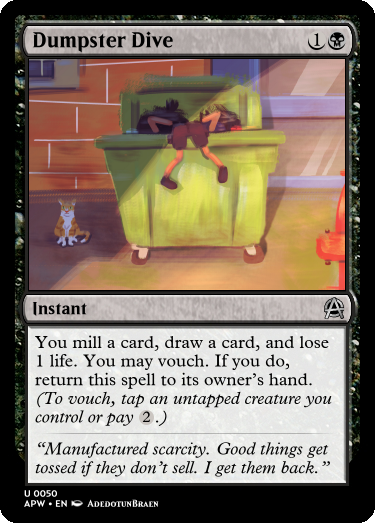 Dumpster Dive 1
Instant
You mill a card, draw a card, and lose
1 life. You may vouch. If you do,
return this spell to its owner's hand.
(To vouch, tap an untapped creature you
control or pay 2.)
“Manufactured scarcity. Good things get
tossed if they don't sell. I get them back.”
U 0050
APW • EN AdedotunBraen